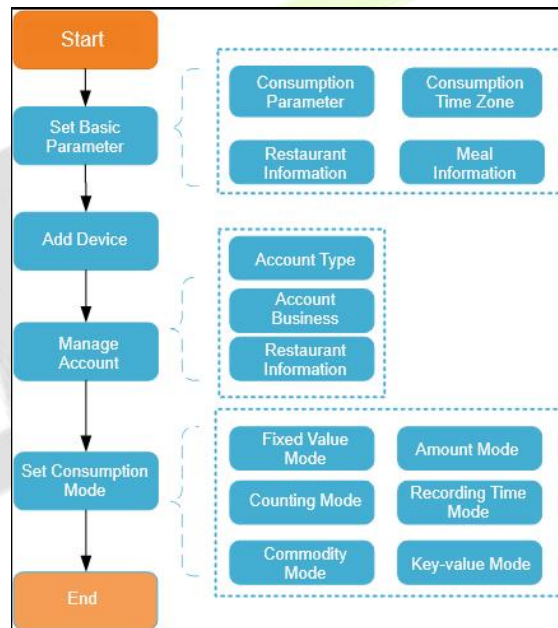 Start
Set Basic
Parameter
Consumption
Parameter
Consumption
Time Zone
Restaurant
Information
Meal
Information
Add Device
Manage
Account
Account Type
Account
Business
Restaurant
Information
Set Consumption
Mode
Fixed Value
Mode
Amount Mode
Counting Mode
Recording Time
Mode
Commodity
Mode
Key-value Mode
End